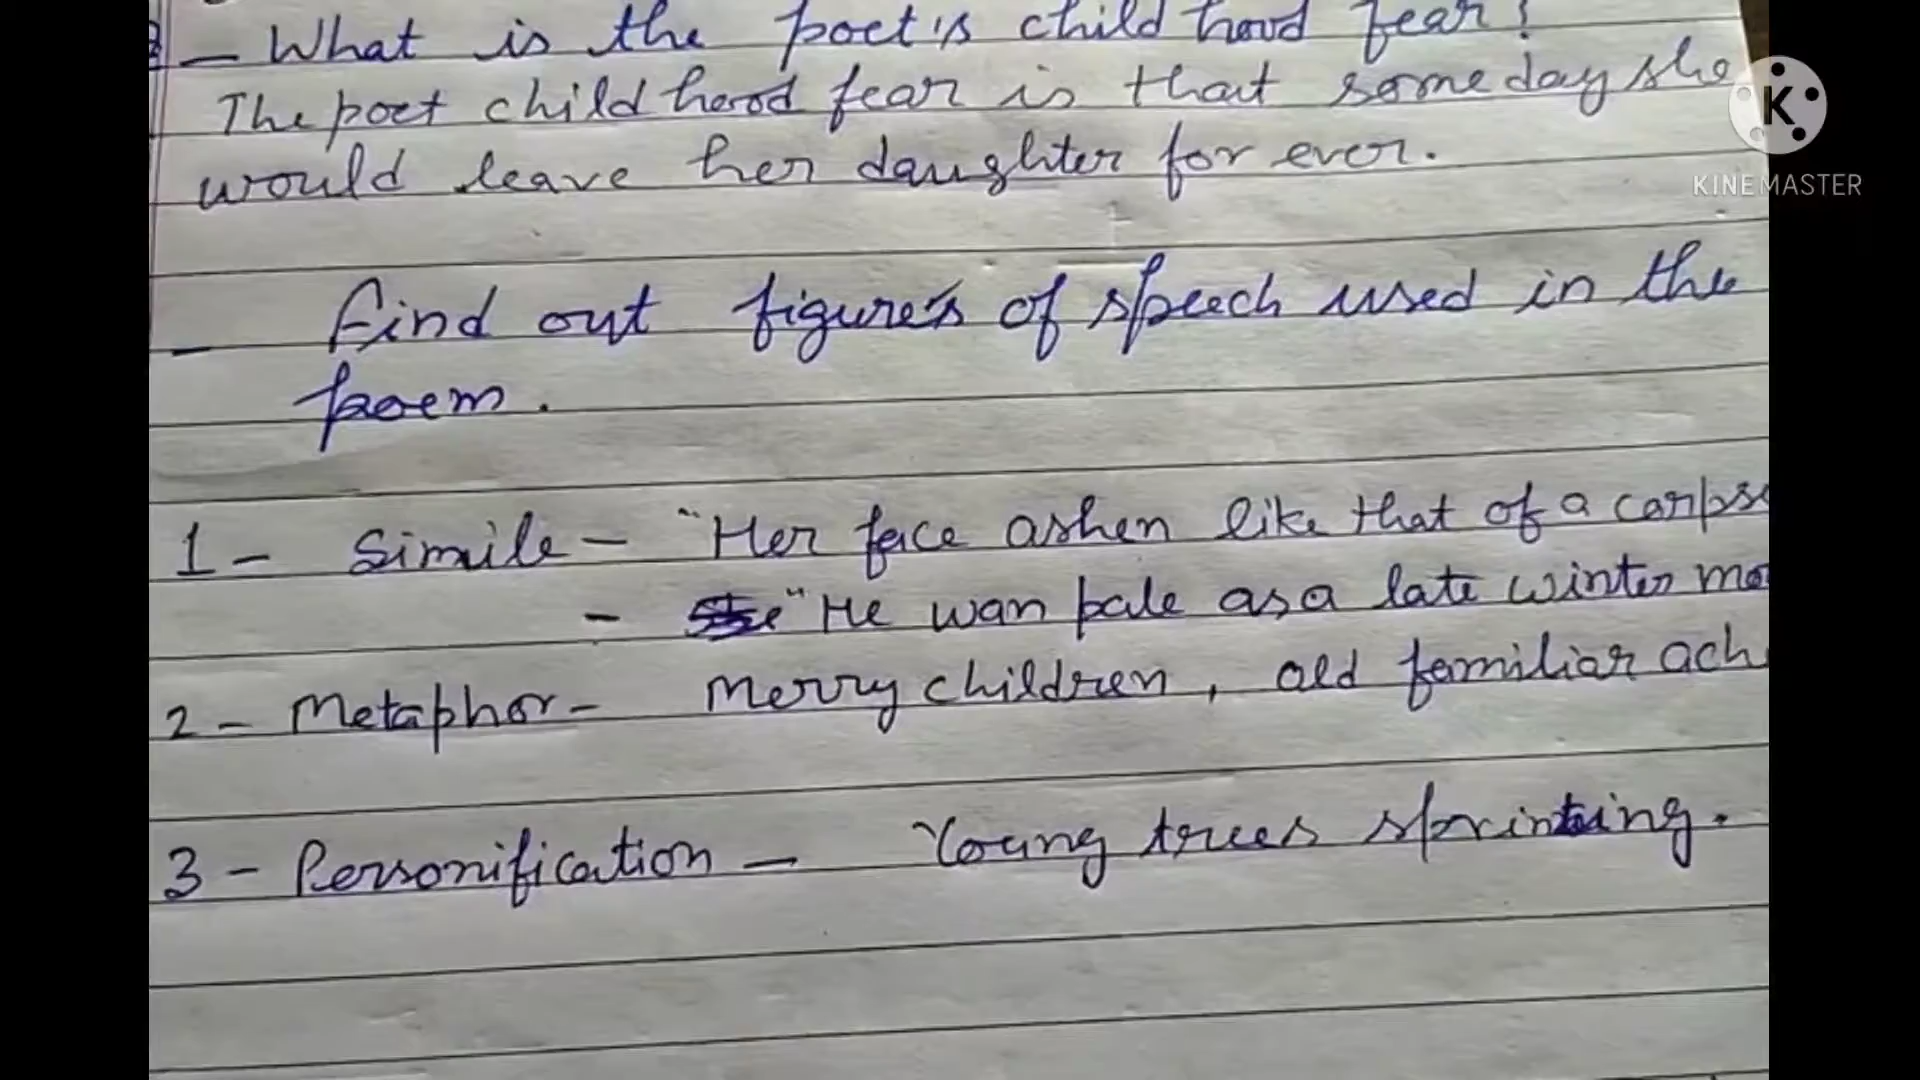 - What is the poet's child hood fear?
The poet child hood fear is that some day she
would leave her daughter for ever.
- Find out figure's of speech used in the
poem.
1 - Simile - "Her face ashen like that of a corpse
- "He wan pale as a late winter mo
2 - Metaphor - Merry children, old familiar ach
3 - Personification - Young trees sprinting.
K
KINEMASTER